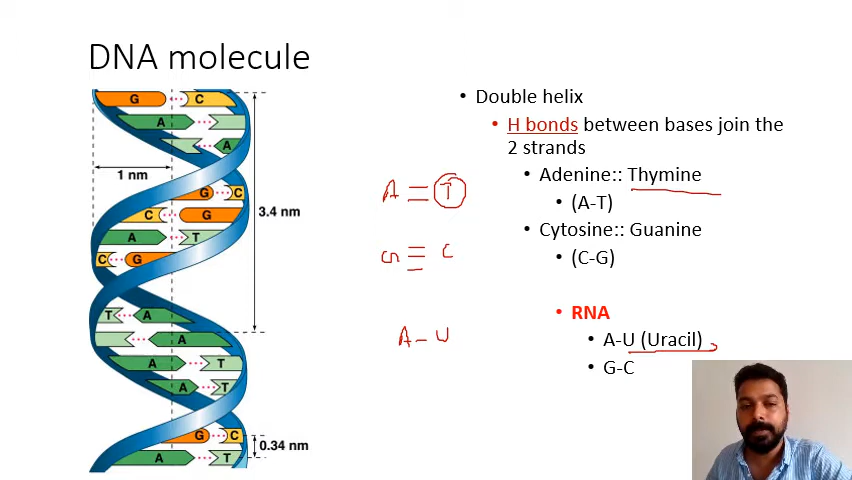 DNA molecule
• Double helix
• H bonds between bases join the
2 strands
• Adenine:: Thymine
• (A-T)
• Cytosine:: Guanine
• (C-G)
• RNA
• A-U (Uracil)
• G-C
A = T
G ≡ C
A - U
G C
A
A
1 nm
G C
C G
3.4 nm
A T
C G
T A
A
A T
A T
G C
0.34 nm
A T